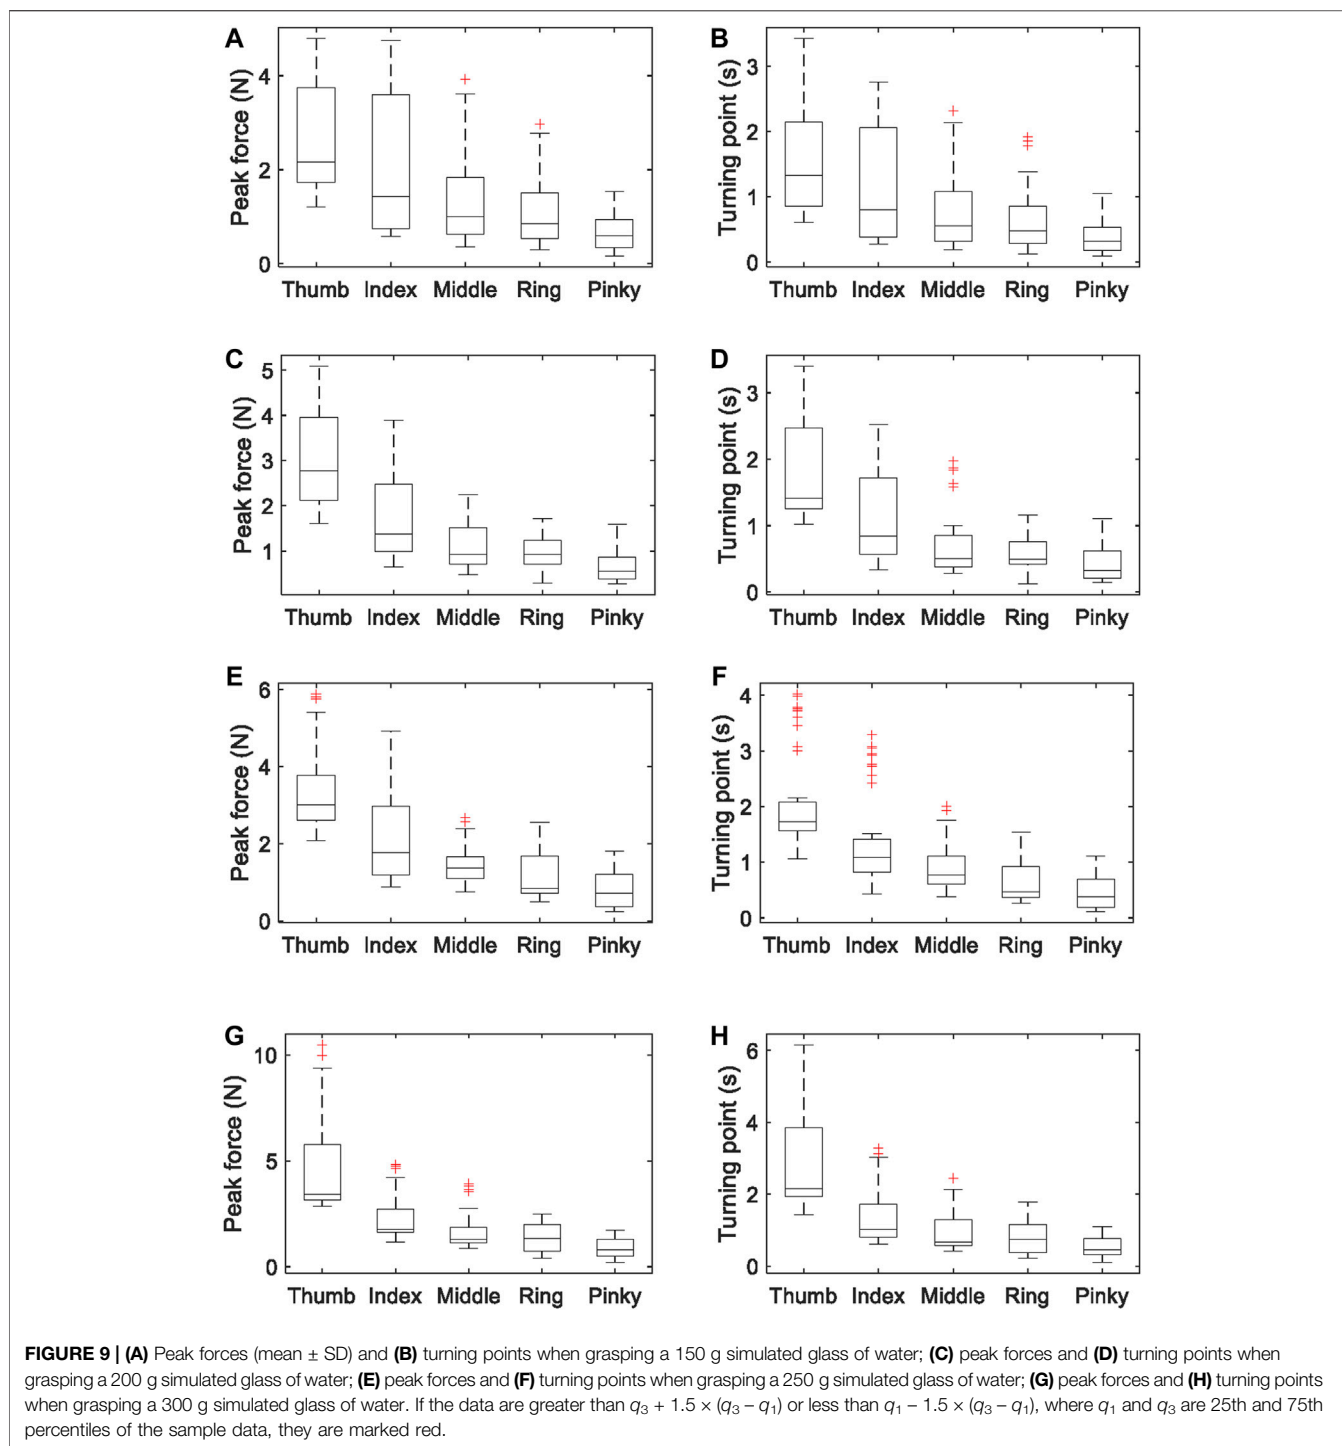 A
Peak force (N)
4
2
0
Thumb Index Middle Ring Pinky
B
Turning point (s)
3
2
1
0
Thumb Index Middle Ring Pinky
C
Peak force (N)
5
4
3
2
1
Thumb Index Middle Ring Pinky
D
Turning point (s)
3
2
1
0
Thumb Index Middle Ring Pinky
E
Peak force (N)
6
4
2
0
Thumb Index Middle Ring Pinky
F
Turning point (s)
4
3
2
1
0
Thumb Index Middle Ring Pinky
G
Peak force (N)
10
5
0
Thumb Index Middle Ring Pinky
H
Turning point (s)
6
4
2
0
Thumb Index Middle Ring Pinky
FIGURE 9 | (A) Peak forces (mean ± SD) and (B) turning points when grasping a 150 g simulated glass of water; (C) peak forces and (D) turning points when
grasping a 200 g simulated glass of water; (E) peak forces and (F) turning points when grasping a 250 g simulated glass of water; (G) peak forces and (H) turning points
when grasping a 300 g simulated glass of water. If the data are greater than q₃ + 1.5 × (q₃ − q₁) or less than q₁ − 1.5 × (q₃ − q₁), where q₁ and q₃ are 25th and 75th
percentiles of the sample data, they are marked red.